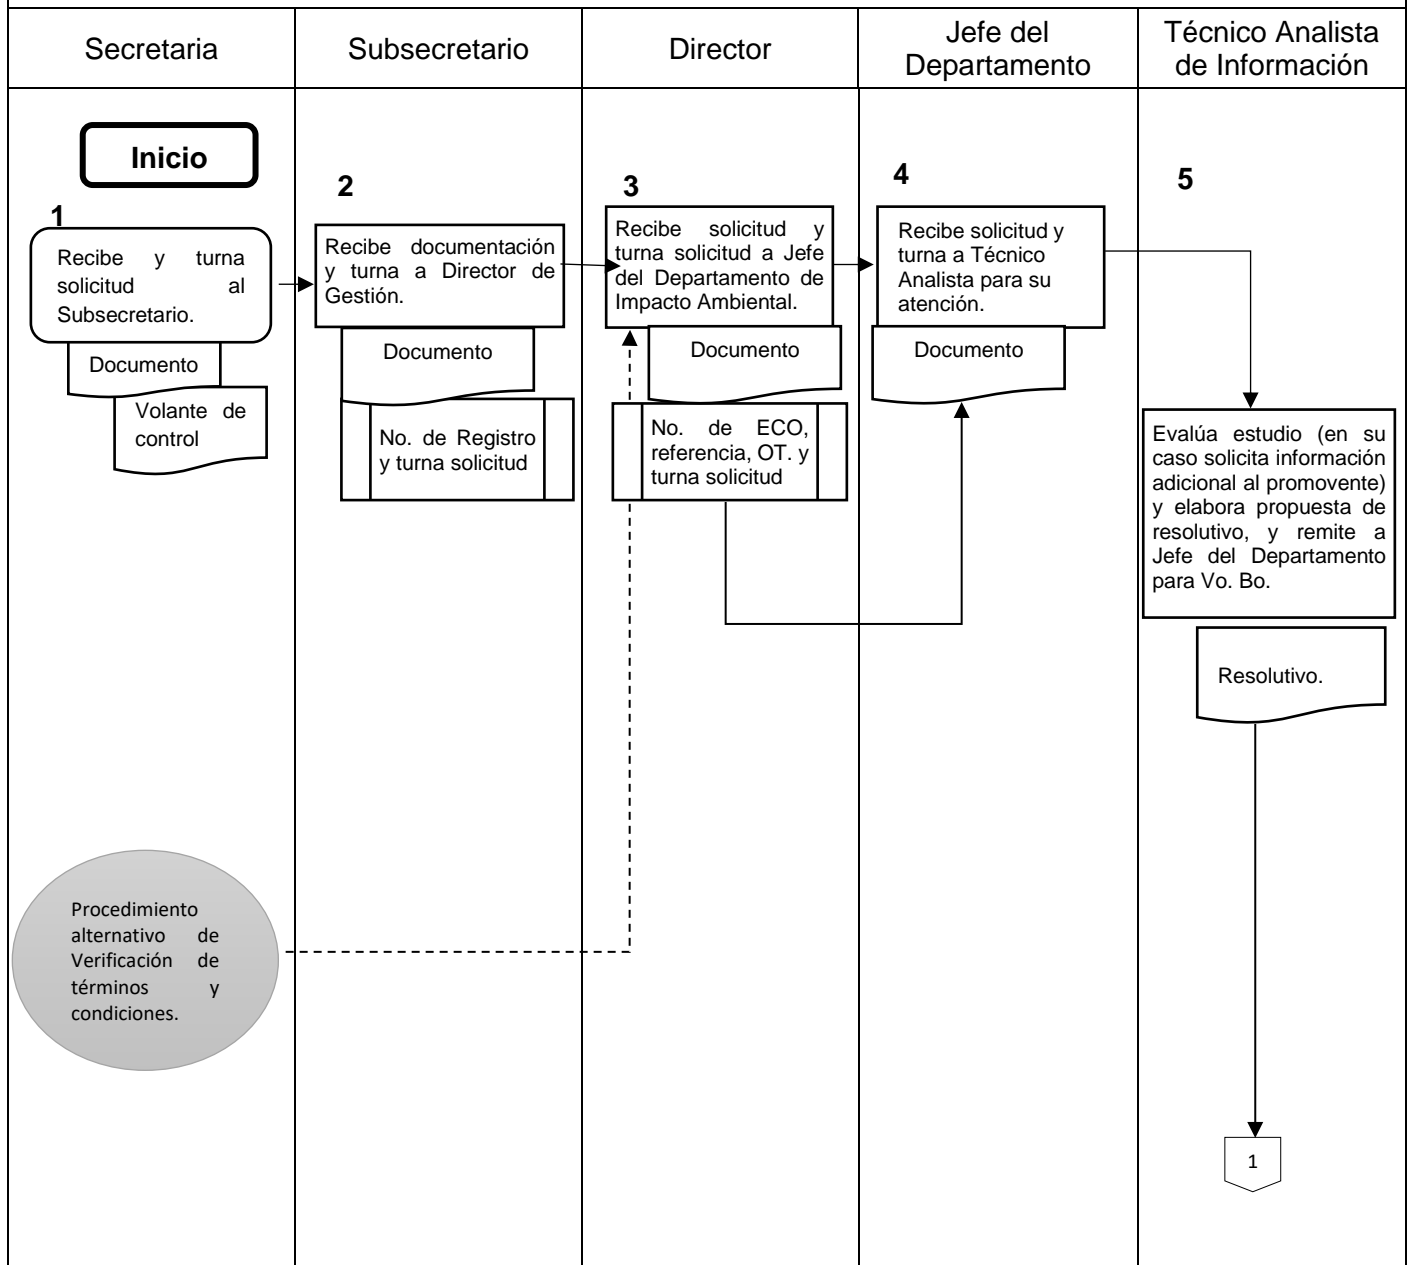 Secretaria
Subsecretario
Director
Jefe del
Departamento
Técnico Analista
de Información
Inicio
1
Recibe y turna
solicitud al
Subsecretario.
Documento
Volante de
control
2
Recibe documentación
y turna a Director de
Gestión.
Documento
No. de Registro
y turna solicitud
3
Recibe solicitud y
turna solicitud a Jefe
del Departamento de
Impacto Ambiental.
Documento
No. de ECO,
referencia, OT. y
turna solicitud
4
Recibe solicitud y
turna a Técnico
Analista para su
atención.
Documento
5
Evalúa estudio (en su
caso solicita información
adicional al promovente)
y elabora propuesta de
resolutivo, y remite a
Jefe del Departamento
para Vo. Bo.
Resolutivo.
Procedimiento
alternativo de
Verificación de
términos y
condiciones.
1